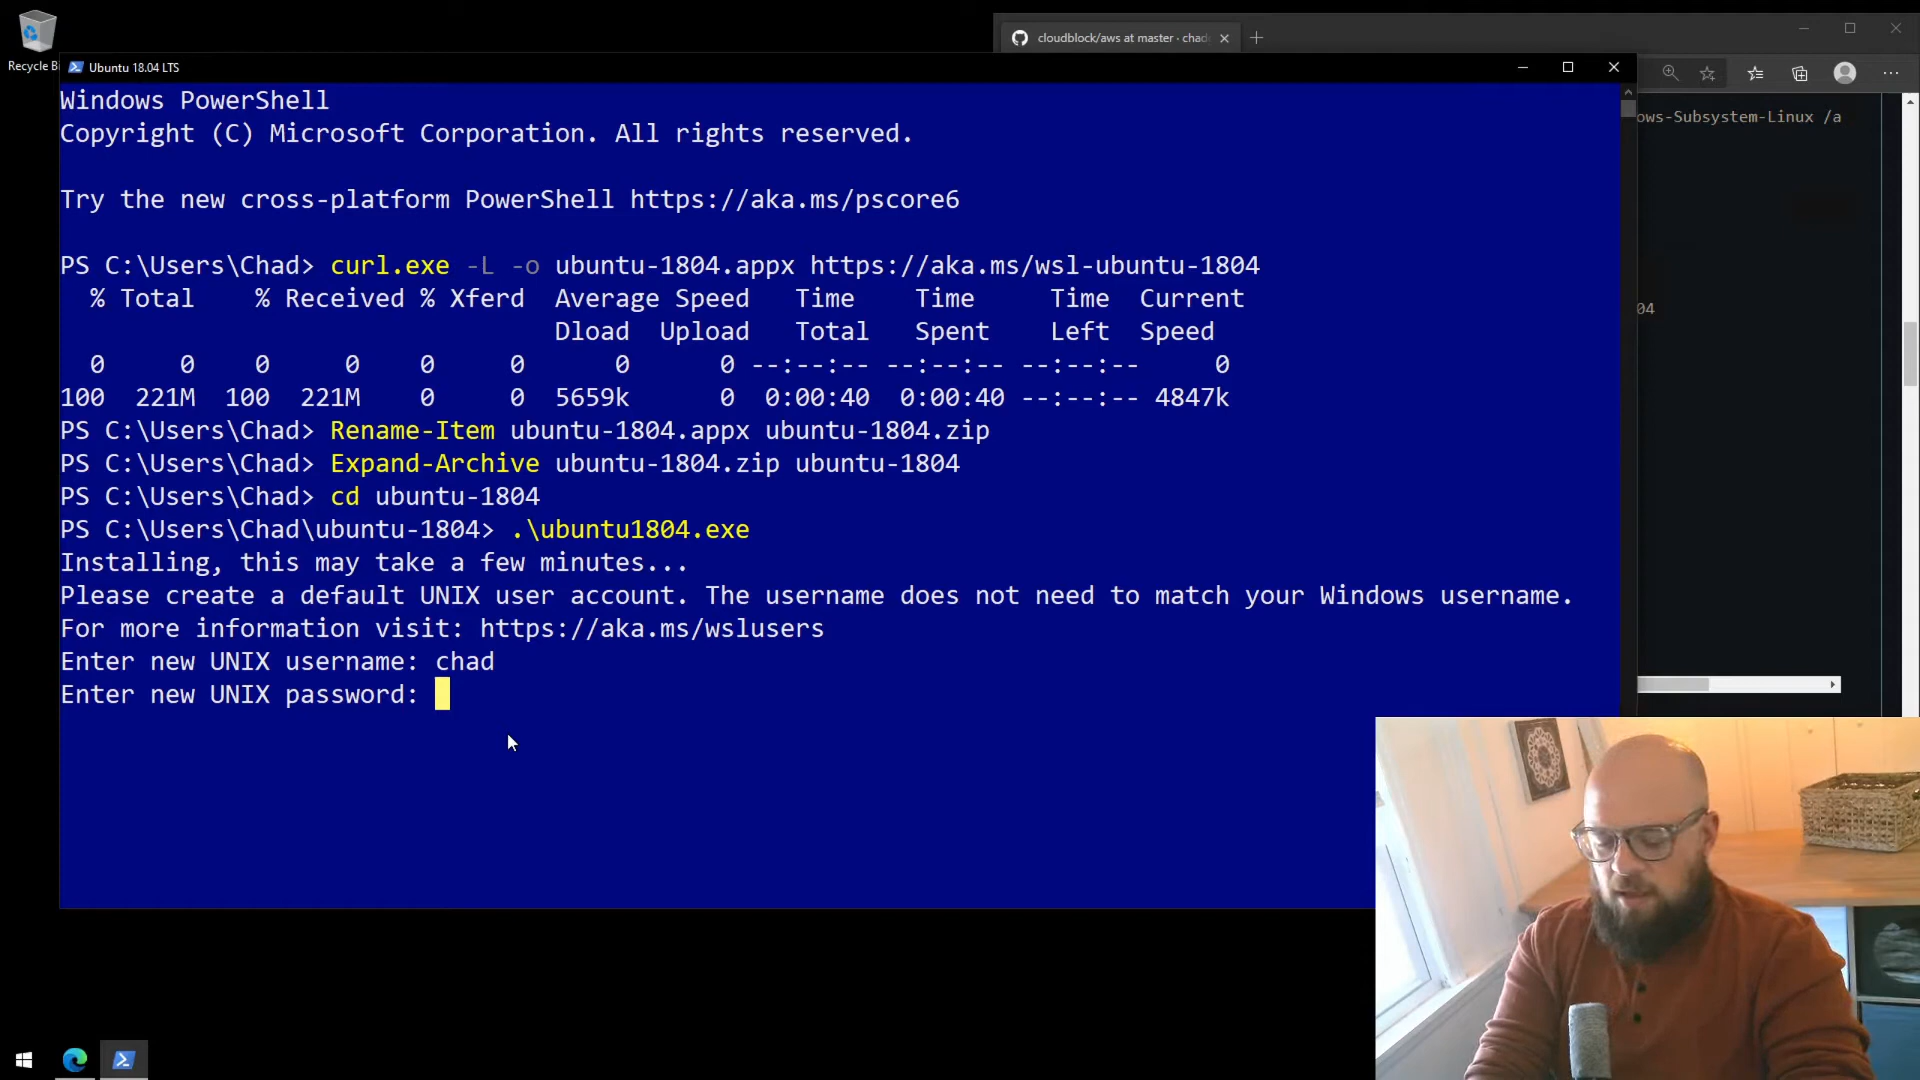 cloudblock/aws at master · chad
Recycle Bi
Ubuntu 18.04 LTS
ows-Subsystem-Linux /a
04
Windows PowerShell
Copyright (C) Microsoft Corporation. All rights reserved.
Try the new cross-platform PowerShell https://aka.ms/pscore6
PS C:\Users\Chad> curl.exe -L -o ubuntu-1804.appx https://aka.ms/wsl-ubuntu-1804
% Total % Received % Xferd Average Speed Time Time Time Current
Dload Upload Total Spent Left Speed
0 0 0 0 0 0 0 0 --:--:-- --:--:-- --:--:-- 0
100 221M 100 221M 0 0 5659k 0 0:00:40 0:00:40 --:--:-- 4847k
PS C:\Users\Chad> Rename-Item ubuntu-1804.appx ubuntu-1804.zip
PS C:\Users\Chad> Expand-Archive ubuntu-1804.zip ubuntu-1804
PS C:\Users\Chad> cd ubuntu-1804
PS C:\Users\Chad\ubuntu-1804> .\ubuntu1804.exe
Installing, this may take a few minutes...
Please create a default UNIX user account. The username does not need to match your Windows username.
For more information visit: https://aka.ms/wslusers
Enter new UNIX username: chad
Enter new UNIX password: